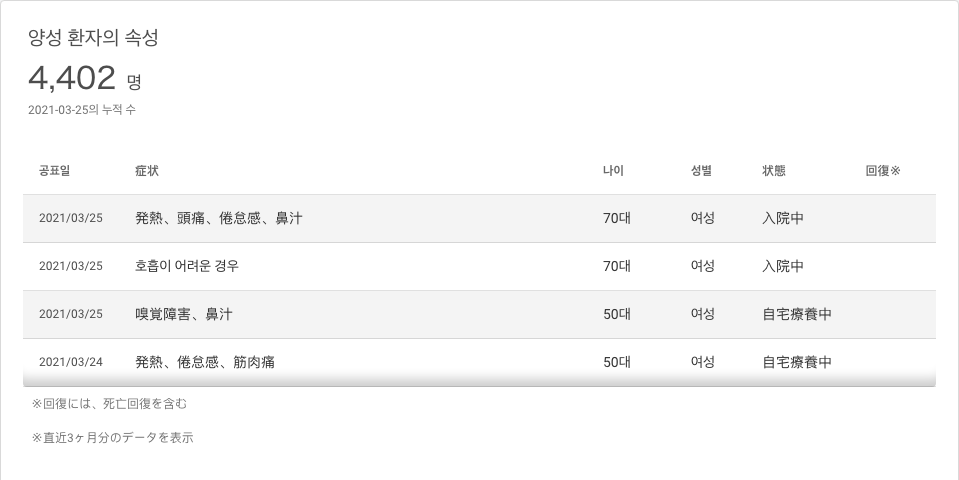 양성 환자의 속성
4,402 명
2021-03-25의 누적 수
공표일 症状 나이 성별 状態 回復※
2021/03/25 発熱、頭痛、倦怠感、鼻汁 70대 여성 入院中
2021/03/25 호흡이 어려운 경우 70대 여성 入院中
2021/03/25 嗅覚障害、鼻汁 50대 여성 自宅療養中
2021/03/24 発熱、倦怠感、筋肉痛 50대 여성 自宅療養中
※回復には、死亡回復を含む
※直近3ヶ月分のデータを表示